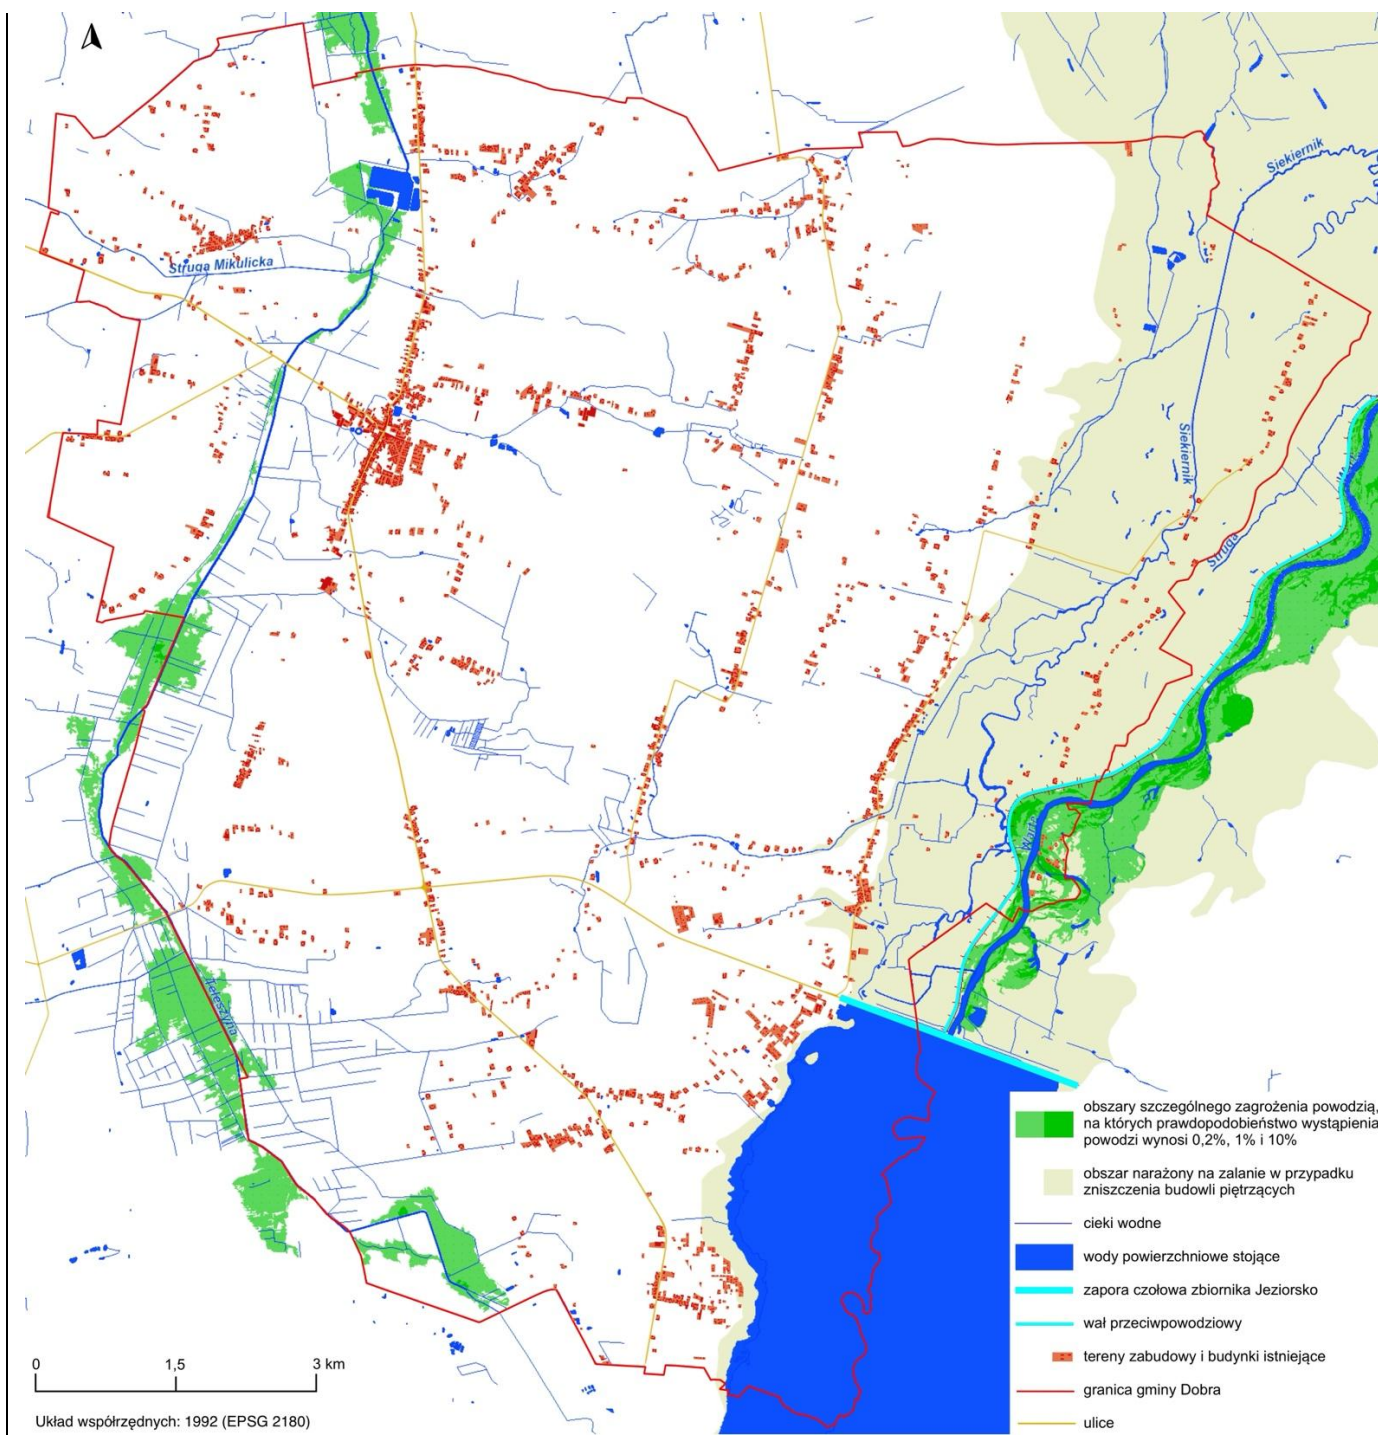 Siekiernik
Struga Mikulicka
Siekiernik
Struga
Warta
Teleszyna
obszary szczególnego zagrożenia powodzią,
na których prawdopodobieństwo wystąpienia
powodzi wynosi 0,2%, 1% i 10%
obszar narażony na zalanie w przypadku
zniszczenia budowli piętrzących
cieki wodne
wody powierzchniowe stojące
zapora czołowa zbiornika Jeziorsko
wał przeciwpowodziowy
tereny zabudowy i budynki istniejące
granica gminy Dobra
ulice
0 1,5 3 km
Układ współrzędnych: 1992 (EPSG 2180)